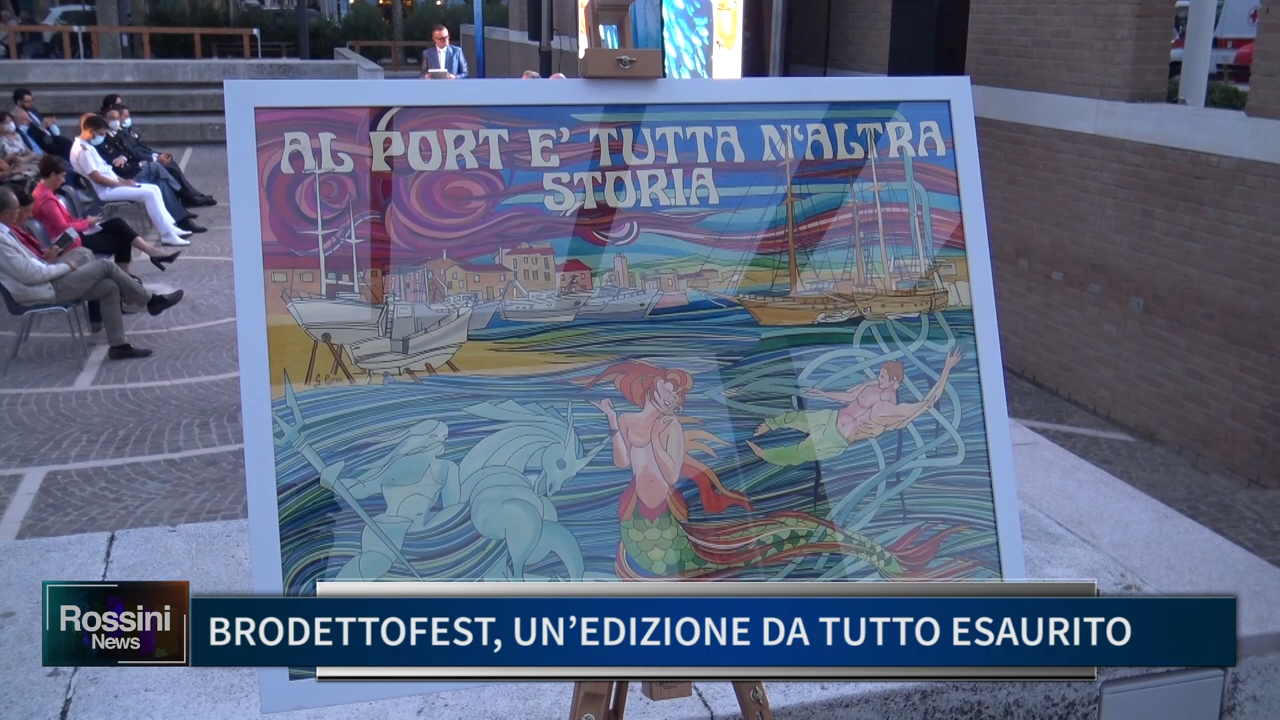 AL PORT E' TUTTA N'ALTRA
STORIA
Rossini
News
BRODETTOFEST, UN'EDIZIONE DA TUTTO ESAURITO